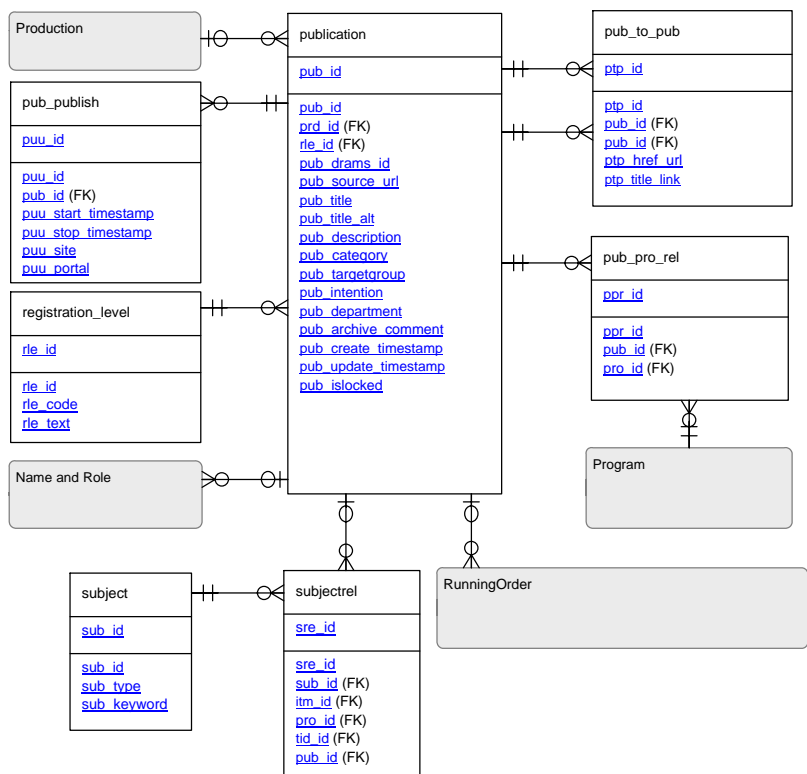 Production
pub_publish
puu_id
puu_id
pub_id (FK)
puu_start_timestamp
puu_stop_timestamp
puu_site
puu_portal
registration_level
rle_id
rle_id
rle_code
rle_text
Name and Role
publication
pub_id
pub_id
prd_id (FK)
rle_id (FK)
pub_drams_id
pub_source_url
pub_title
pub_title_alt
pub_description
pub_category
pub_targetgroup
pub_intention
pub_department
pub_archive_comment
pub_create_timestamp
pub_update_timestamp
pub_islocked
pub_to_pub
ptp_id
ptp_id
pub_id (FK)
pub_id (FK)
ptp_href_url
ptp_title_link
pub_pro_rel
ppr_id
ppr_id
pub_id (FK)
pro_id (FK)
Program
RunningOrder
subject
sub_id
sub_id
sub_type
sub_keyword
subjectrel
sre_id
sre_id
sub_id (FK)
itm_id (FK)
pro_id (FK)
tid_id (FK)
pub_id (FK)